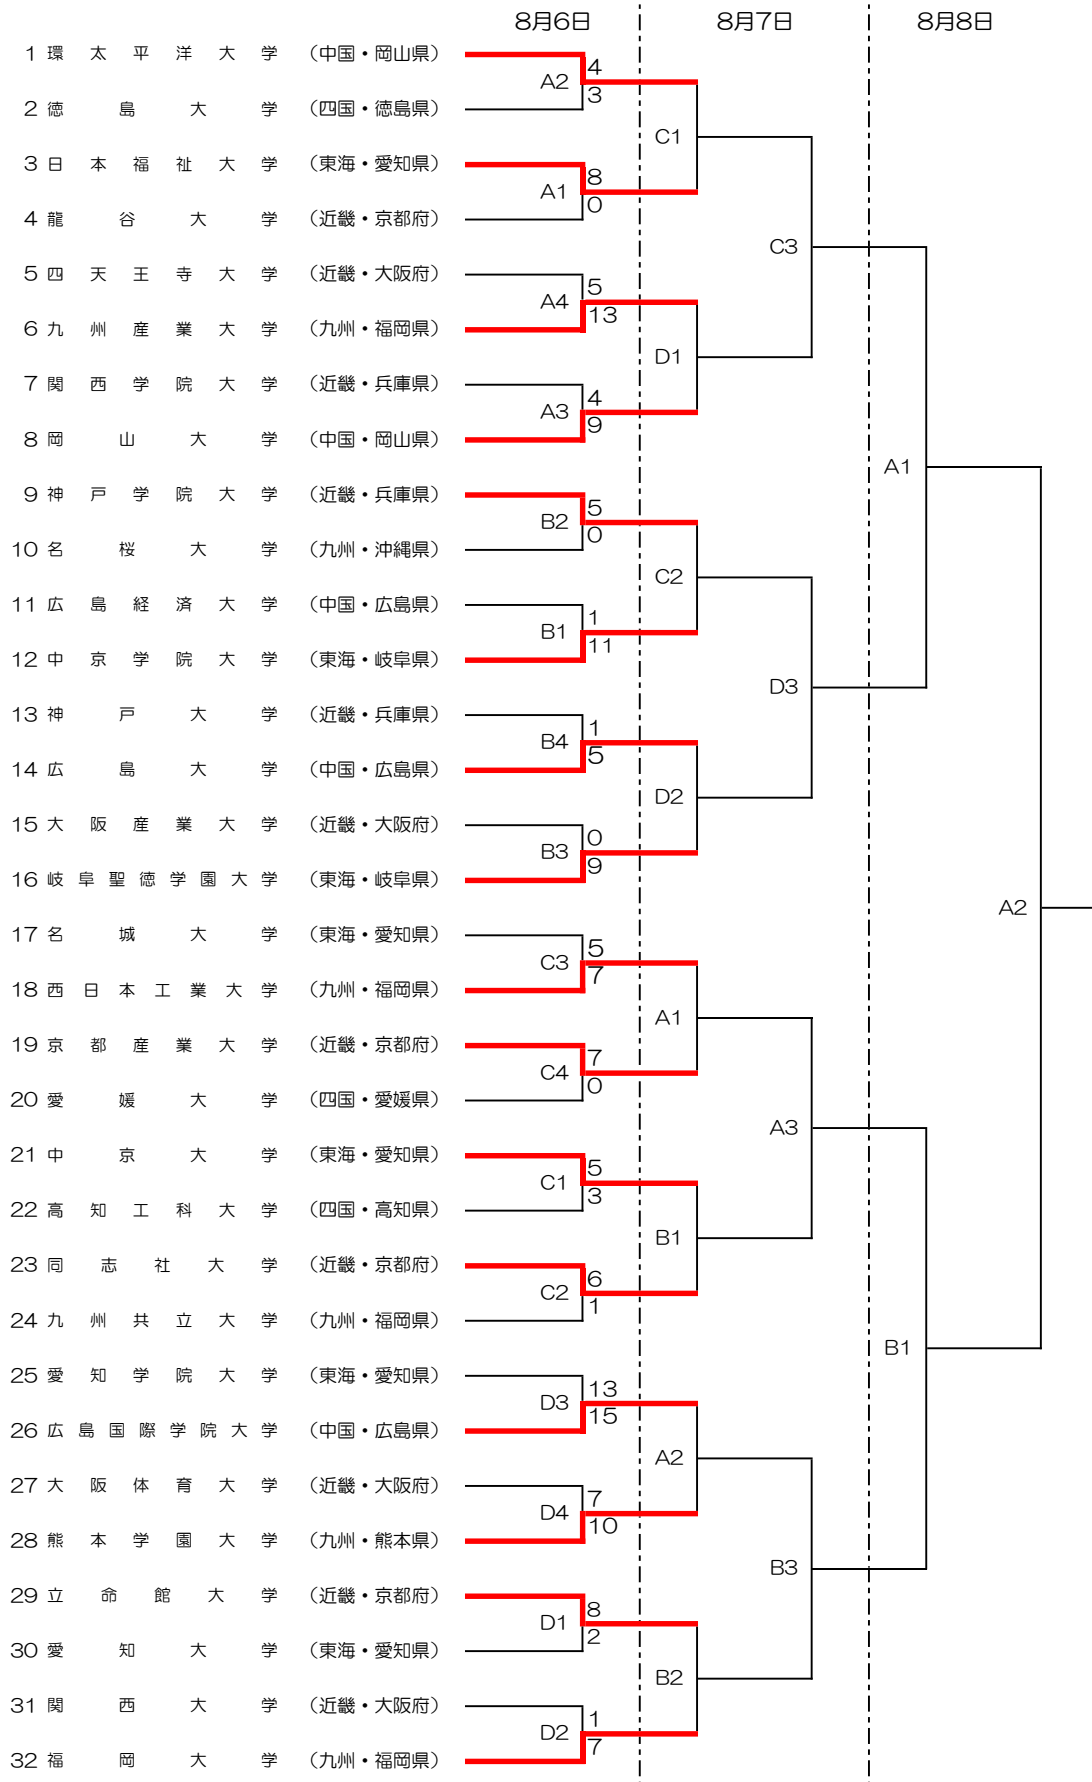 8月6日 8月7日 8月8日
1 環太平洋大学 （中国・岡山県）
4
A2
3
2 徳島大学 （四国・徳島県）
C1
3 日本福祉大学 （東海・愛知県）
8
A1
0
4 龍谷大学 （近畿・京都府）
C3
5 四天王寺大学 （近畿・大阪府）
5
A4
13
6 九州産業大学 （九州・福岡県）
D1
7 関西学院大学 （近畿・兵庫県）
4
A3
9
8 岡山大学 （中国・岡山県）
A1
9 神戸学院大学 （近畿・兵庫県）
5
B2
0
10 名桜大学 （九州・沖縄県）
C2
11 広島経済大学 （中国・広島県）
1
B1
11
12 中京学院大学 （東海・岐阜県）
D3
13 神戸大学 （近畿・兵庫県）
1
B4
5
14 広島大学 （中国・広島県）
D2
15 大阪産業大学 （近畿・大阪府）
0
B3
9
16 岐阜聖徳学園大学 （東海・岐阜県）
A2
17 名城大学 （東海・愛知県）
5
C3
7
18 西日本工業大学 （九州・福岡県）
A1
19 京都産業大学 （近畿・京都府）
7
C4
0
20 愛媛大学 （四国・愛媛県）
A3
21 中京大学 （東海・愛知県）
5
C1
3
22 高知工科大学 （四国・高知県）
B1
23 同志社大学 （近畿・京都府）
6
C2
1
24 九州共立大学 （九州・福岡県）
B1
25 愛知学院大学 （東海・愛知県）
13
D3
15
26 広島国際学院大学 （中国・広島県）
A2
27 大阪体育大学 （近畿・大阪府）
7
D4
10
28 熊本学園大学 （九州・熊本県）
B3
29 立命館大学 （近畿・京都府）
8
D1
2
30 愛知大学 （東海・愛知県）
B2
31 関西大学 （近畿・大阪府）
1
D2
7
32 福岡大学 （九州・福岡県）